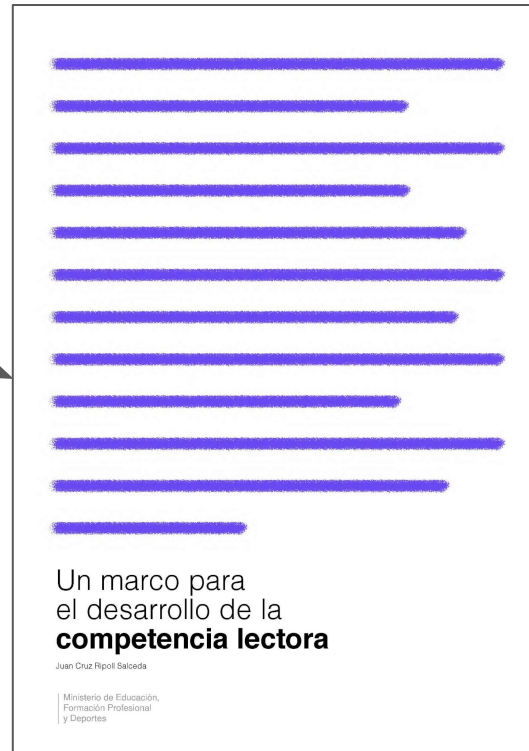 Un marco para
el desarrollo de la
competencia lectora
Juan Cruz Ripoll Salceda
Ministerio de Educación,
Formación Profesional
y Deportes